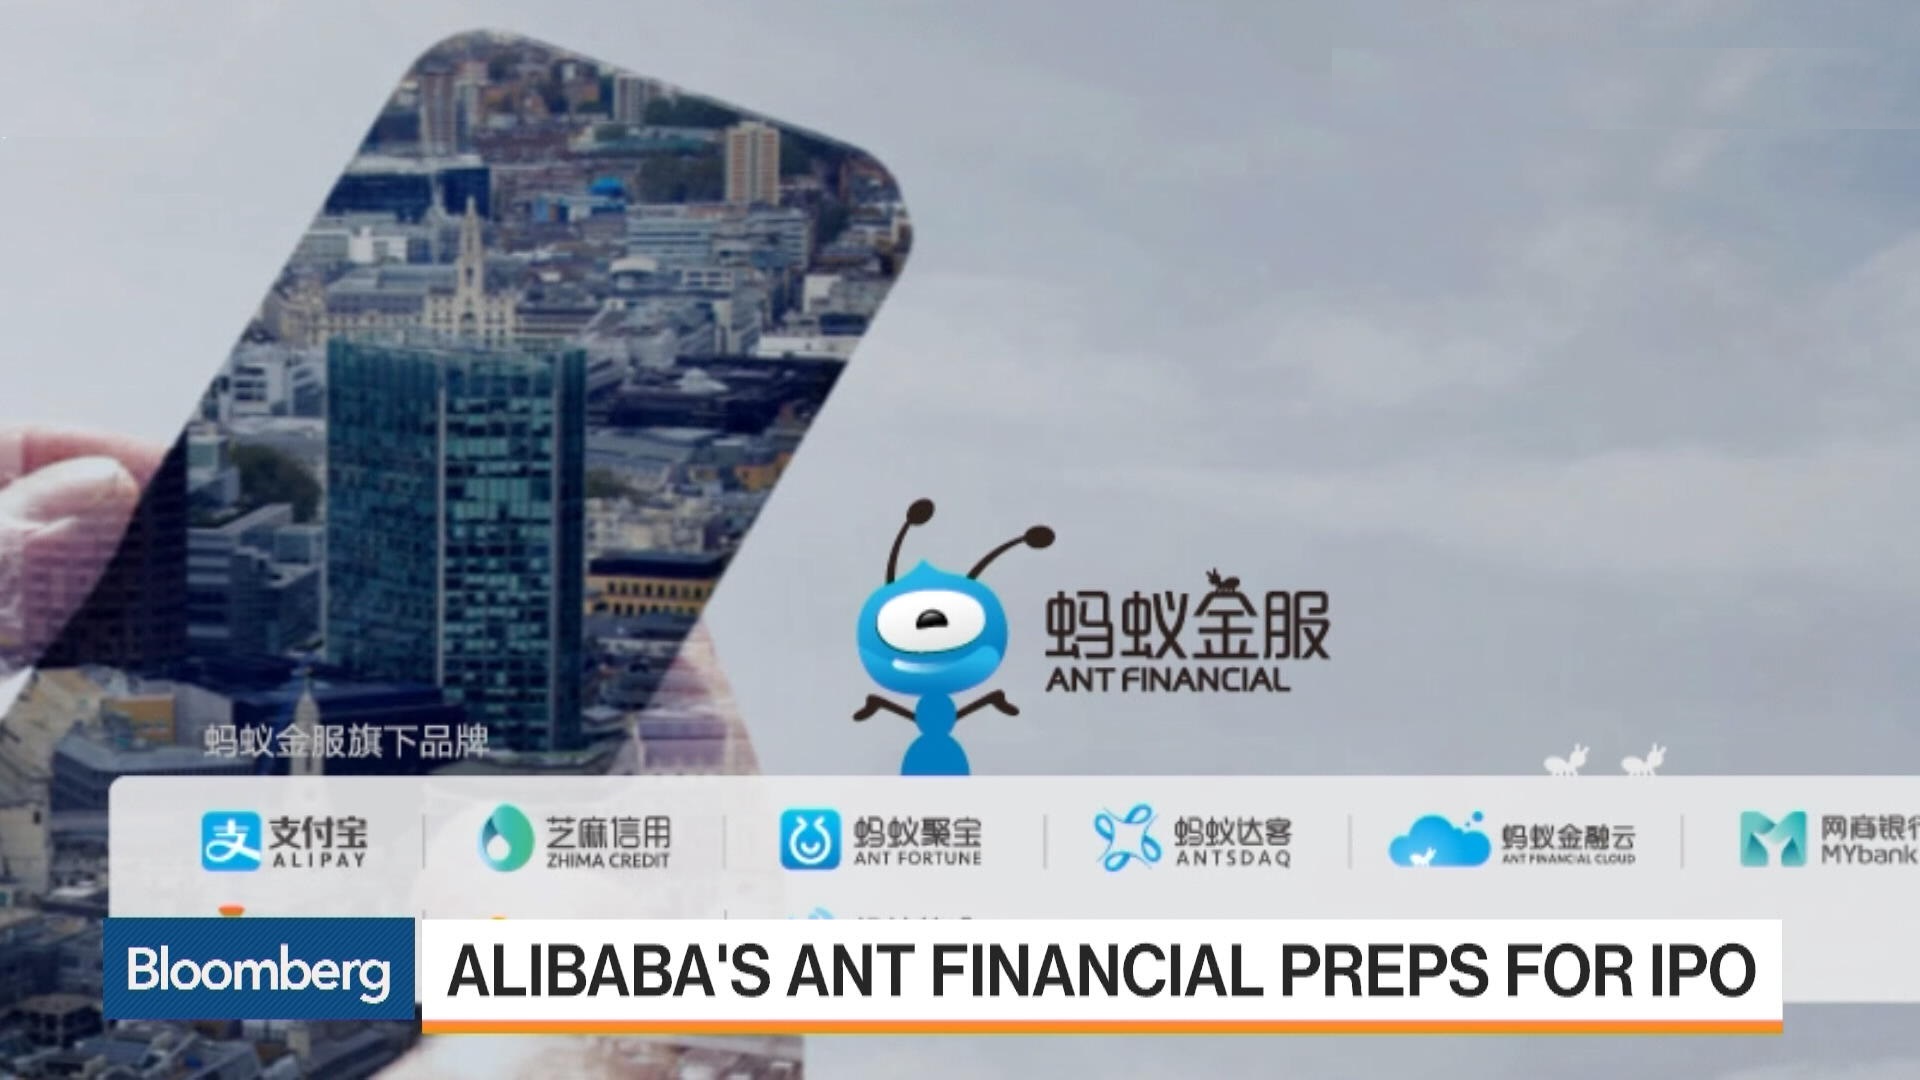 蚂蚁金服
ANT FINANCIAL
蚂蚁金服旗下品牌
支付宝
ALIPAY
芝麻信用
ZHIMA CREDIT
蚂蚁聚宝
ANT FORTUNE
蚂蚁达客
ANTSDAQ
蚂蚁金融云
ANT FINANCIAL CLOUD
网商银行
MYbank
Bloomberg
ALIBABA'S ANT FINANCIAL PREPS FOR IPO